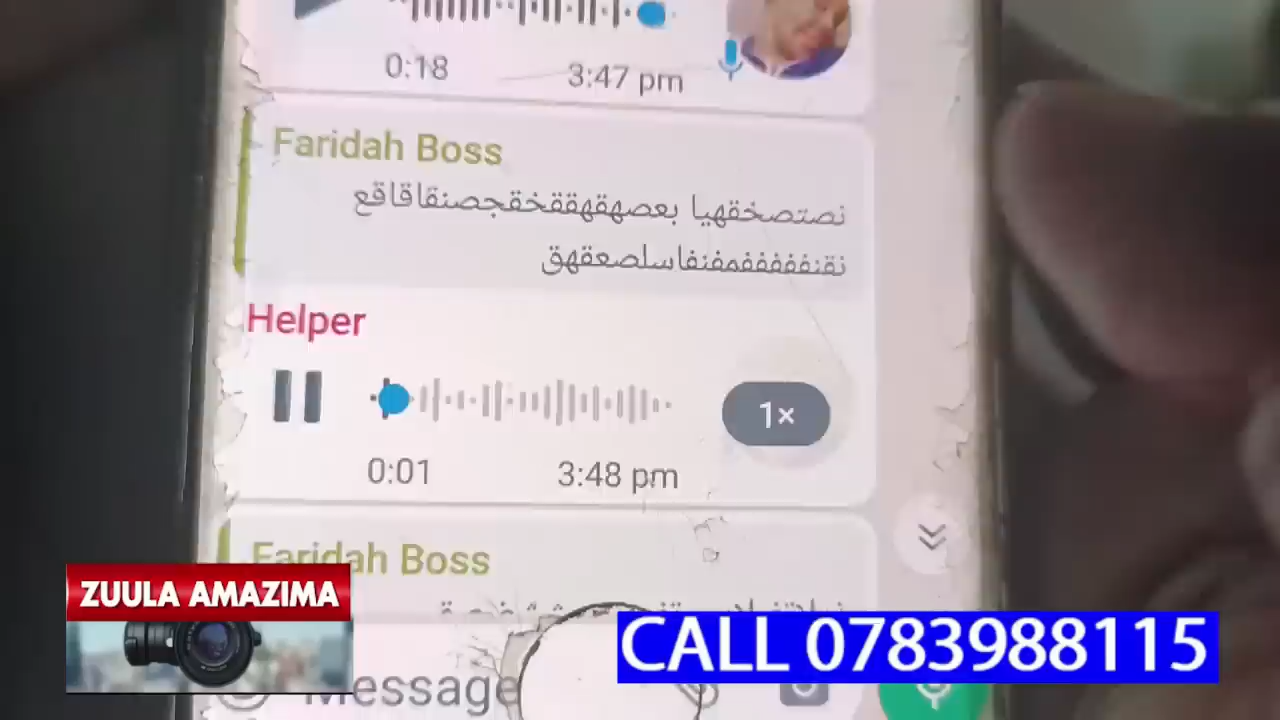 0:18 3:47 pm
Faridah Boss
نصتصخقهيا بعصهقهققخقجصنقاقاقع
نقنففففففمفنفاسلصعقهق
Helper
1×
0:01 3:48 pm
Faridah Boss
Message
ZUULA AMAZIMA
CALL 0783988115